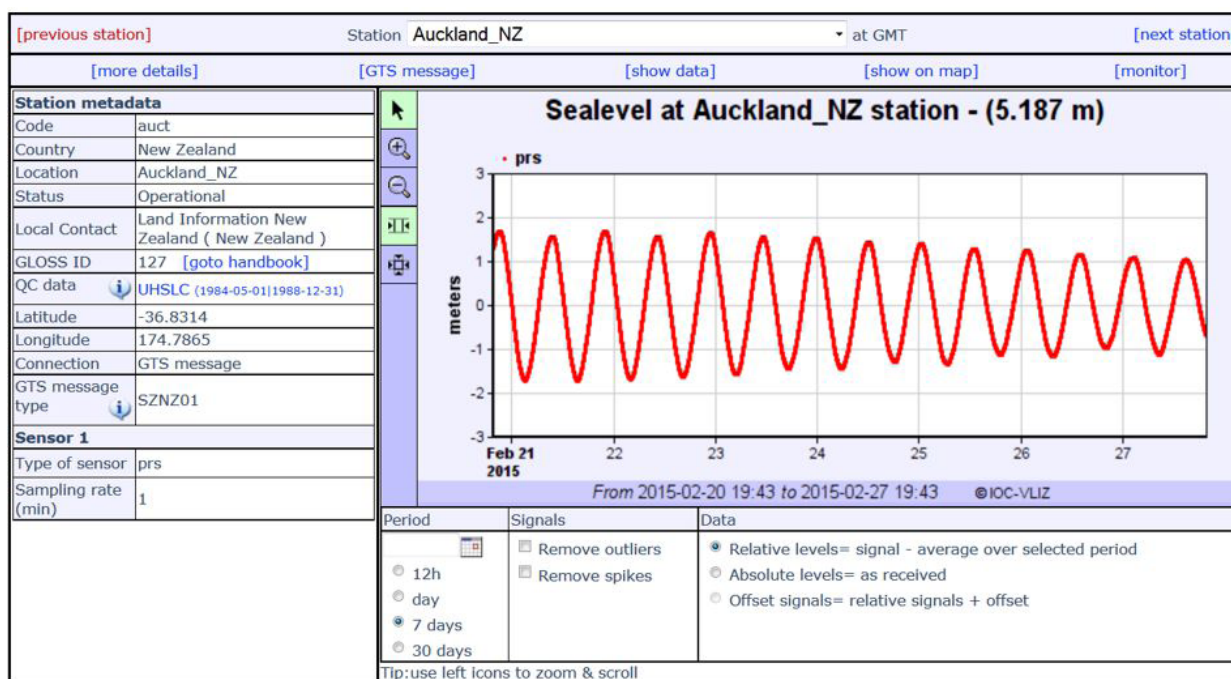 [previous station]
Station Auckland_NZ at GMT
[next station
[more details]
[GTS message]
[show data]
[show on map]
[monitor]
Station metadata
Code auct
Country New Zealand
Location Auckland_NZ
Status Operational
Local Contact Land Information New
Zealand ( New Zealand )
GLOSS ID 127 [goto handbook]
QC data i UHSLC (1984-05-01|1988-12-31)
Latitude -36.8314
Longitude 174.7865
Connection GTS message
GTS message
type i SZNZ01
Sensor 1
Type of sensor prs
Sampling rate
(min) 1
Sealevel at Auckland_NZ station - (5.187 m)
prs
meters
3
2
1
0
-1
-2
-3
Feb 21 22 23 24 25 26 27
2015
From 2015-02-20 19:43 to 2015-02-27 19:43 ©IOC-VLIZ
Period
12h
day
7 days
30 days
Signals
Remove outliers
Remove spikes
Data
Relative levels= signal - average over selected period
Absolute levels= as received
Offset signals= relative signals + offset
Tip:use left icons to zoom & scroll